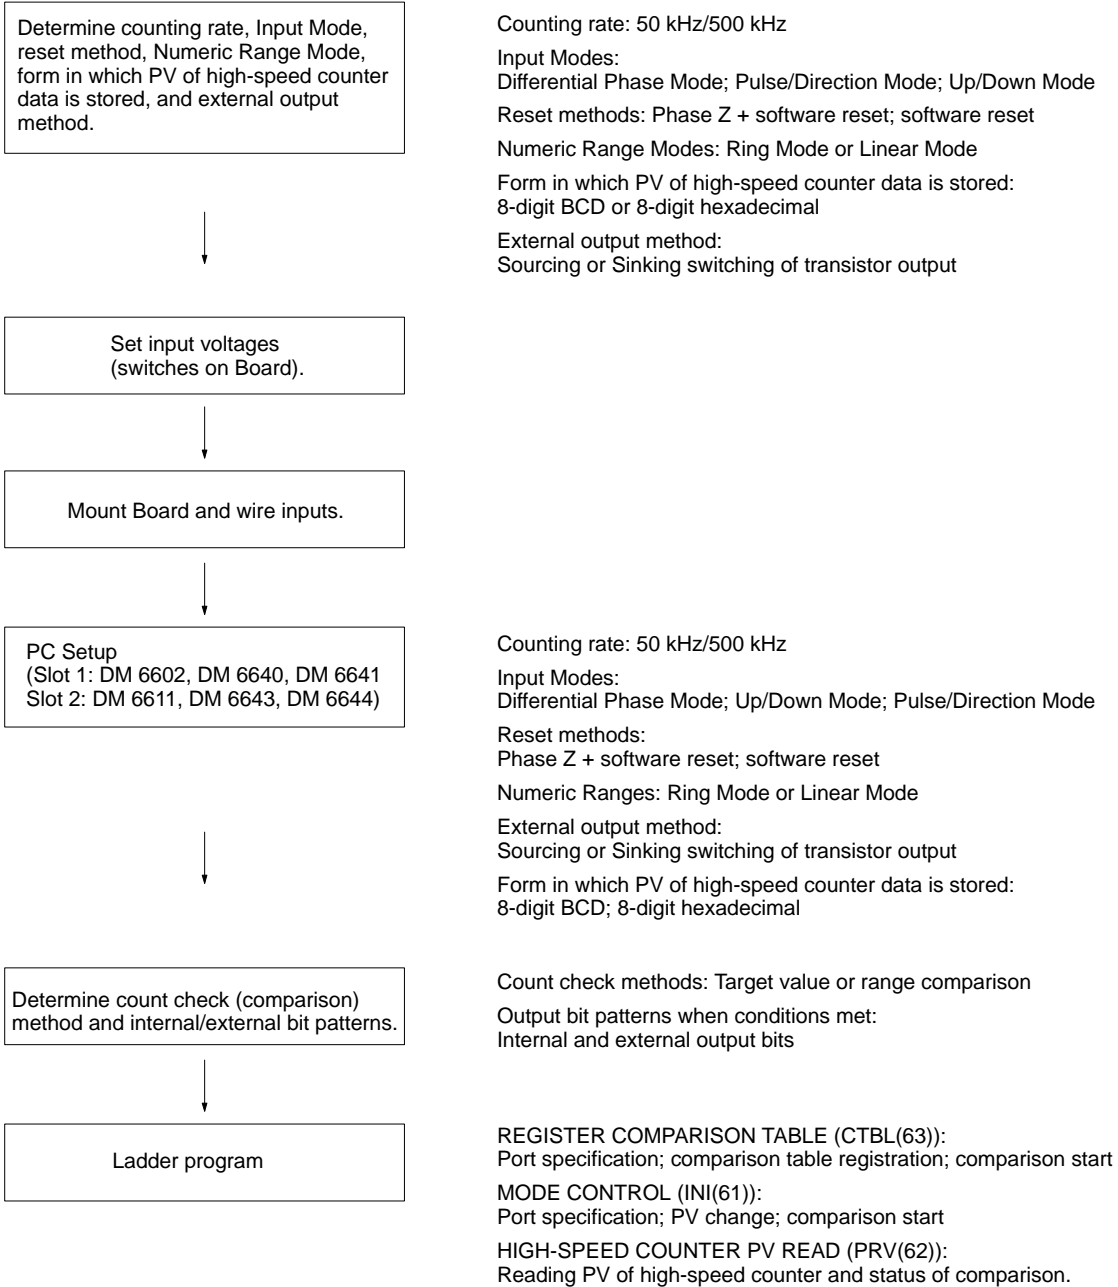 Determine counting rate, Input Mode,
reset method, Numeric Range Mode,
form in which PV of high-speed counter
data is stored, and external output
method.
Counting rate: 50 kHz/500 kHz
Input Modes:
Differential Phase Mode; Pulse/Direction Mode; Up/Down Mode
Reset methods: Phase Z + software reset; software reset
Numeric Range Modes: Ring Mode or Linear Mode
Form in which PV of high-speed counter data is stored:
8-digit BCD or 8-digit hexadecimal
External output method:
Sourcing or Sinking switching of transistor output
Set input voltages
(switches on Board).
Mount Board and wire inputs.
PC Setup
(Slot 1: DM 6602, DM 6640, DM 6641
Slot 2: DM 6611, DM 6643, DM 6644)
Counting rate: 50 kHz/500 kHz
Input Modes:
Differential Phase Mode; Up/Down Mode; Pulse/Direction Mode
Reset methods:
Phase Z + software reset; software reset
Numeric Ranges: Ring Mode or Linear Mode
External output method:
Sourcing or Sinking switching of transistor output
Form in which PV of high-speed counter data is stored:
8-digit BCD; 8-digit hexadecimal
Determine count check (comparison)
method and internal/external bit patterns.
Count check methods: Target value or range comparison
Output bit patterns when conditions met:
Internal and external output bits
Ladder program
REGISTER COMPARISON TABLE (CTBL(63)):
Port specification; comparison table registration; comparison start
MODE CONTROL (INI(61)):
Port specification; PV change; comparison start
HIGH-SPEED COUNTER PV READ (PRV(62)):
Reading PV of high-speed counter and status of comparison.